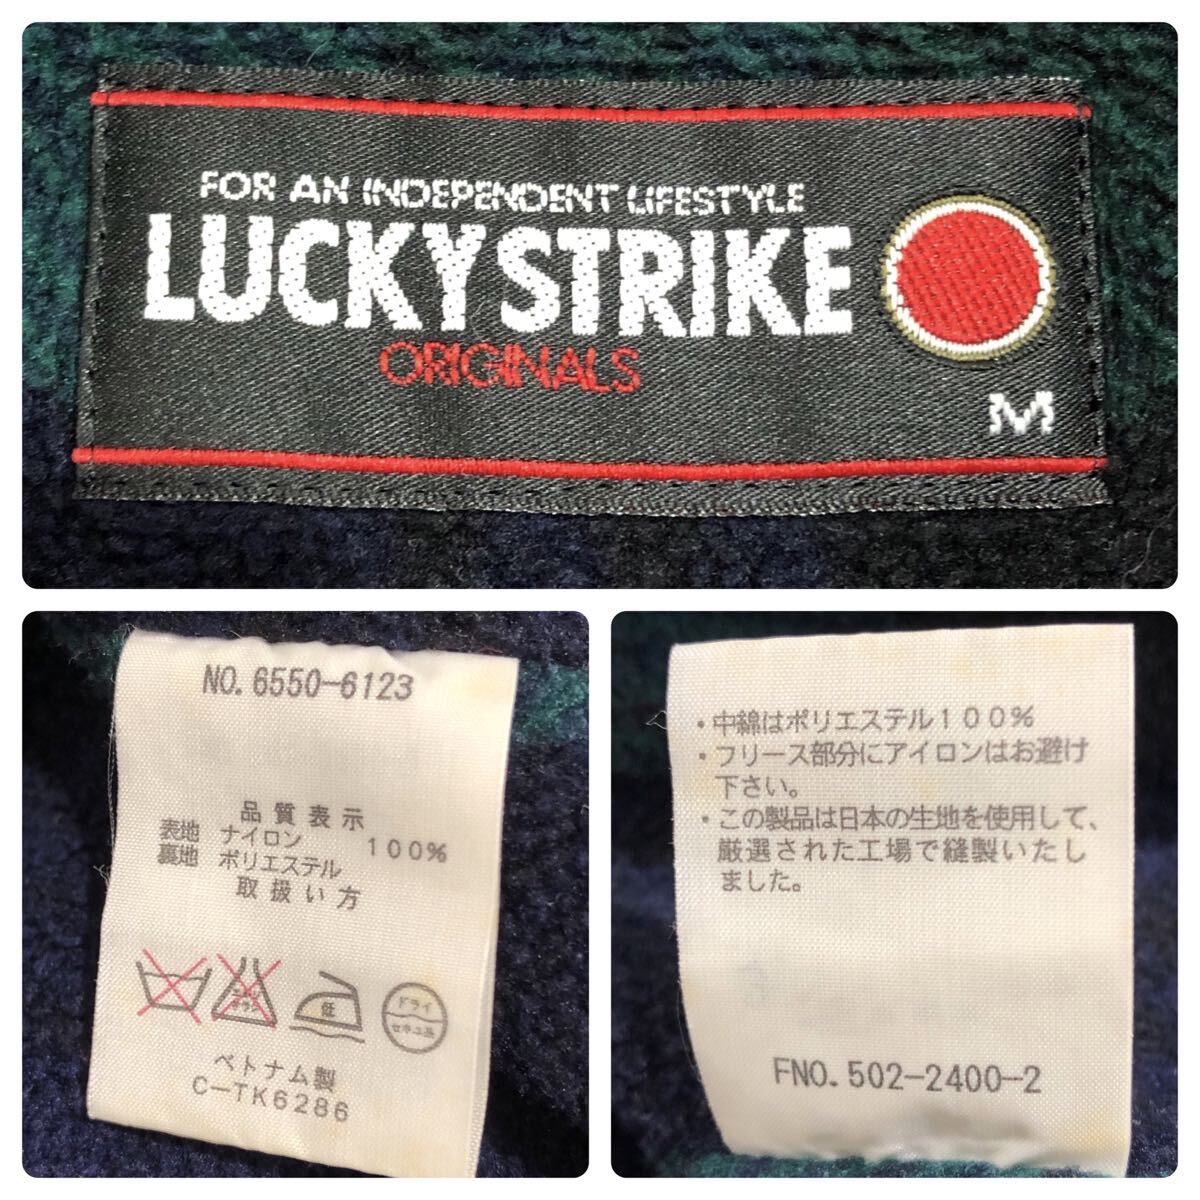 FOR AN INDEPENDENT LIFESTYLE
LUCKY STRIKE
ORIGINALS
M
NO. 6550-6123
品質表示
表地 ナイロン 100%
裏地 ポリエステル
取扱い方
低
ドライ
セキユ系
ベトナム製
C-TK6286
・中綿はポリエステル100%
・フリース部分にアイロンはお避け
下さい。
・この製品は日本の生地を使用して、
厳選された工場で縫製いたし
ました。
FNO. 502-2400-2